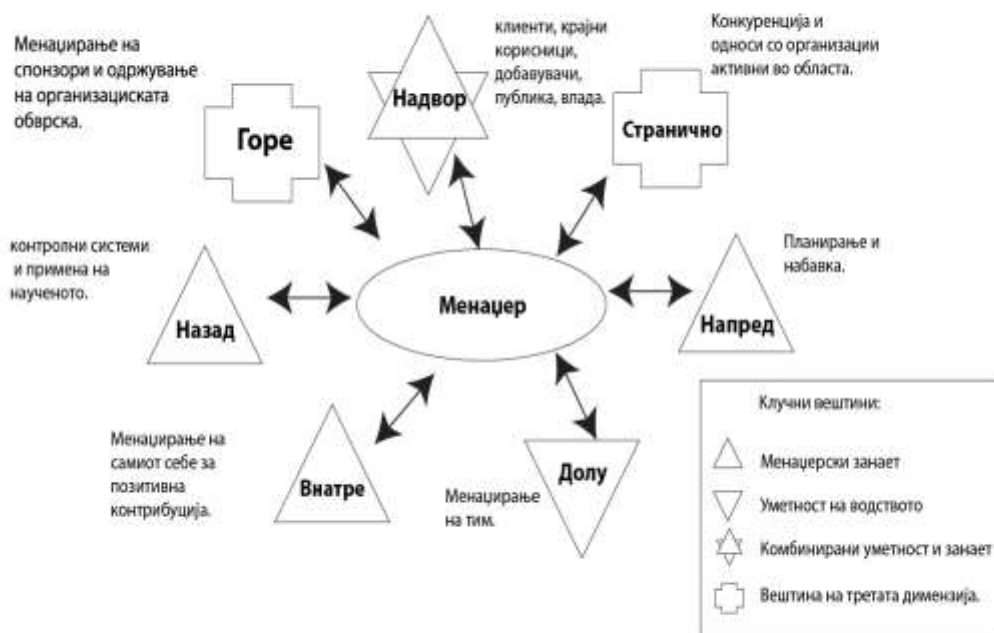 Менаџирање на
спонзори и одржување
на организациската
обврска.
Горе
клиенти, крајни
корисници,
добавувачи,
публика, влада.
Надвор
Конкуренција и
односи со организации
активни во областа.
Странично
контролни системи
и примена на
наученото.
Назад
Менаџер
Планирање и
набавка.
Напред
Менаџирање на
самиот себе за
позитивна
контрибуција.
Внатре
Менаџирање
на тим.
Долу
Клучни вештини:
Менаџерски занает
Уметност на водството
Комбинирани уметност и занает
Вештина на третата димензија.